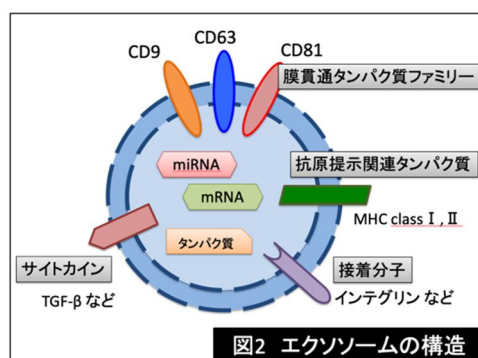 CD9
CD63
CD81
膜貫通タンパク質ファミリー
miRNA
抗原提示関連タンパク質
mRNA
MHC class Ⅰ,Ⅱ
タンパク質
サイトカイン
接着分子
TGF-β など
インテグリン など
図2 エクソソームの構造